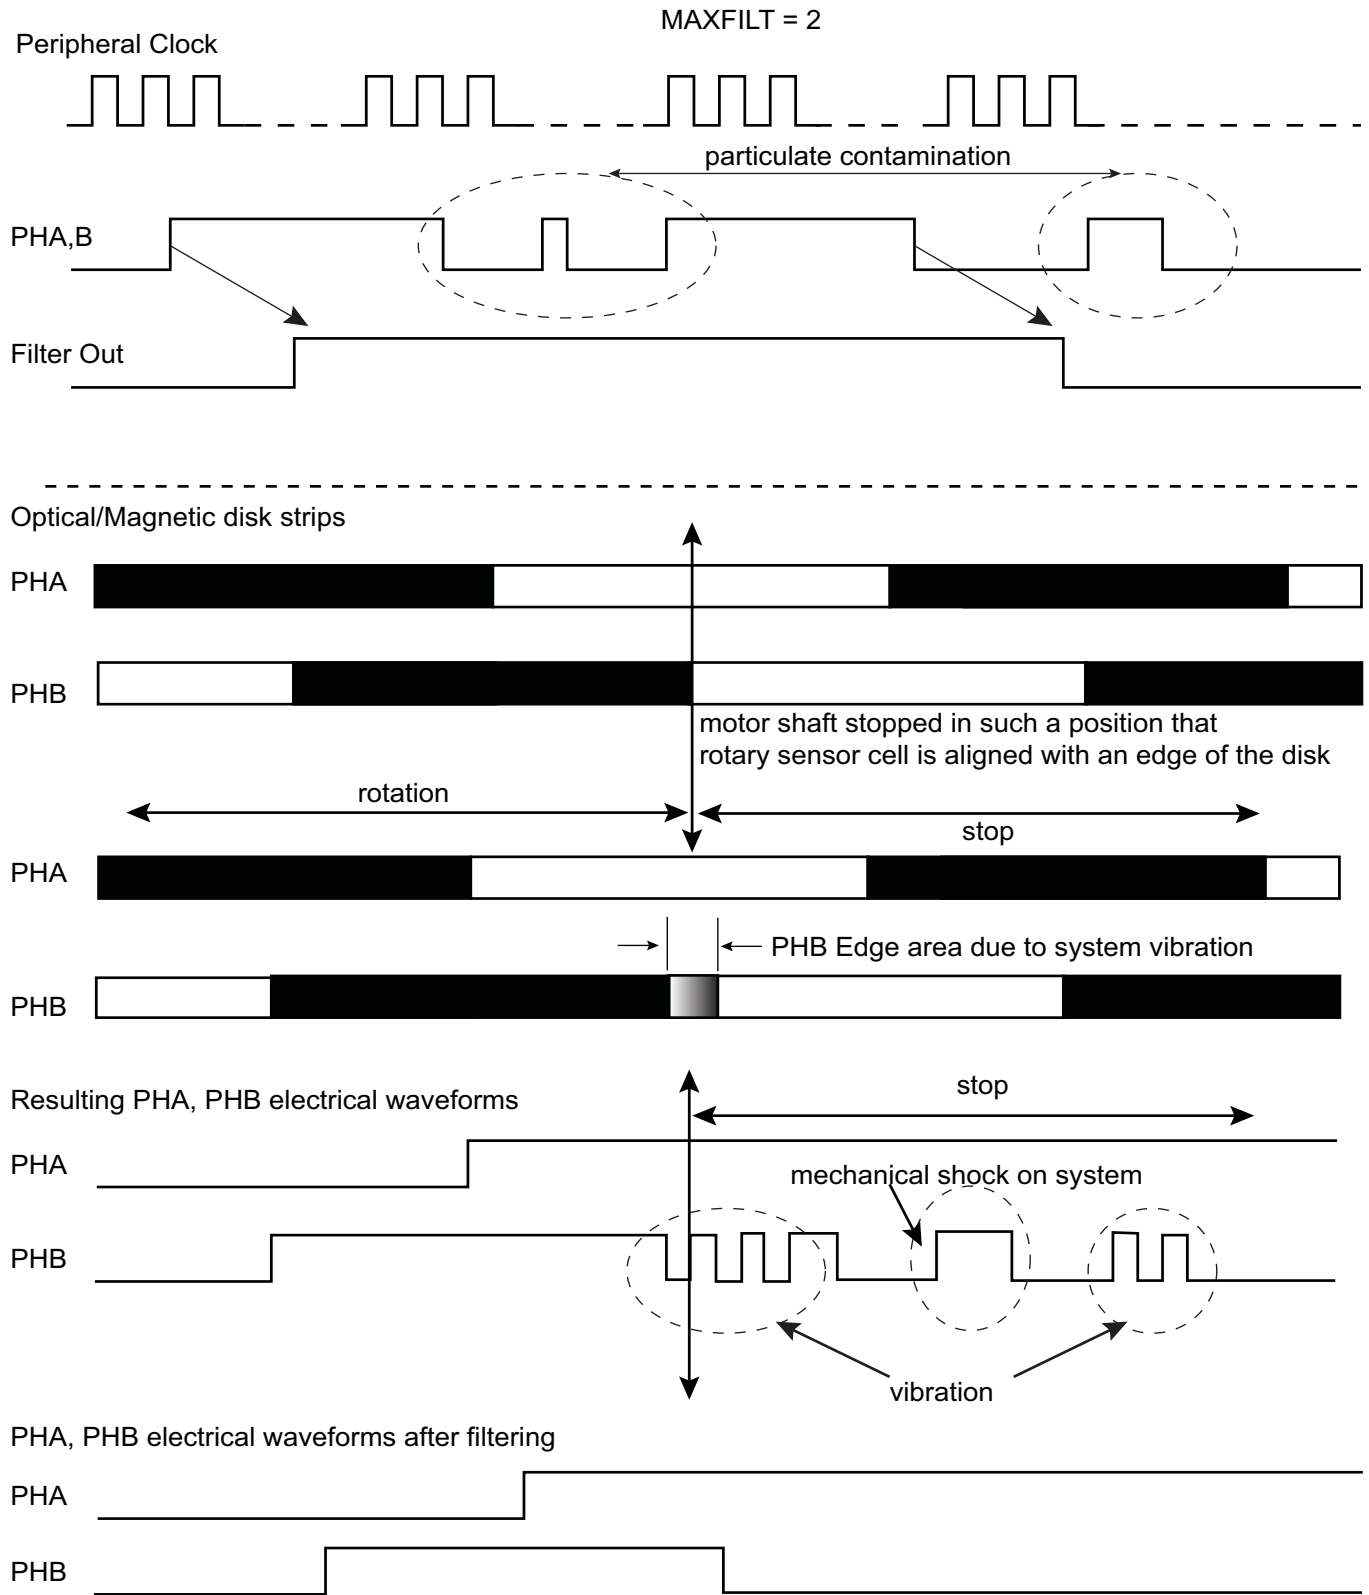 MAXFILT = 2
Peripheral Clock
particulate contamination
PHA,B
Filter Out
Optical/Magnetic disk strips
PHA
PHB
motor shaft stopped in such a position that
rotary sensor cell is aligned with an edge of the disk
rotation
stop
PHA
PHB Edge area due to system vibration
PHB
stop
Resulting PHA, PHB electrical waveforms
PHA
mechanical shock on system
PHB
vibration
PHA, PHB electrical waveforms after filtering
PHA
PHB